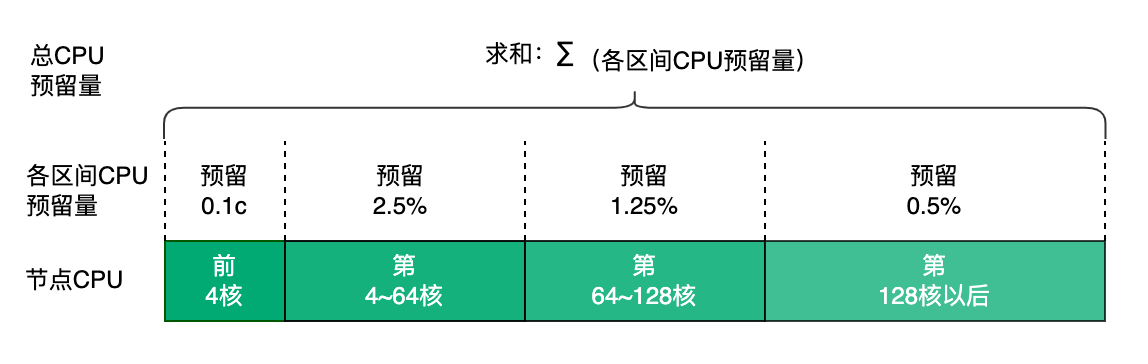 总CPU
预留量
求和：∑（各区间CPU预留量）
各区间CPU
预留量
预留
0.1c
预留
2.5%
预留
1.25%
预留
0.5%
节点CPU
前
4核
第
4~64核
第
64~128核
第
128核以后